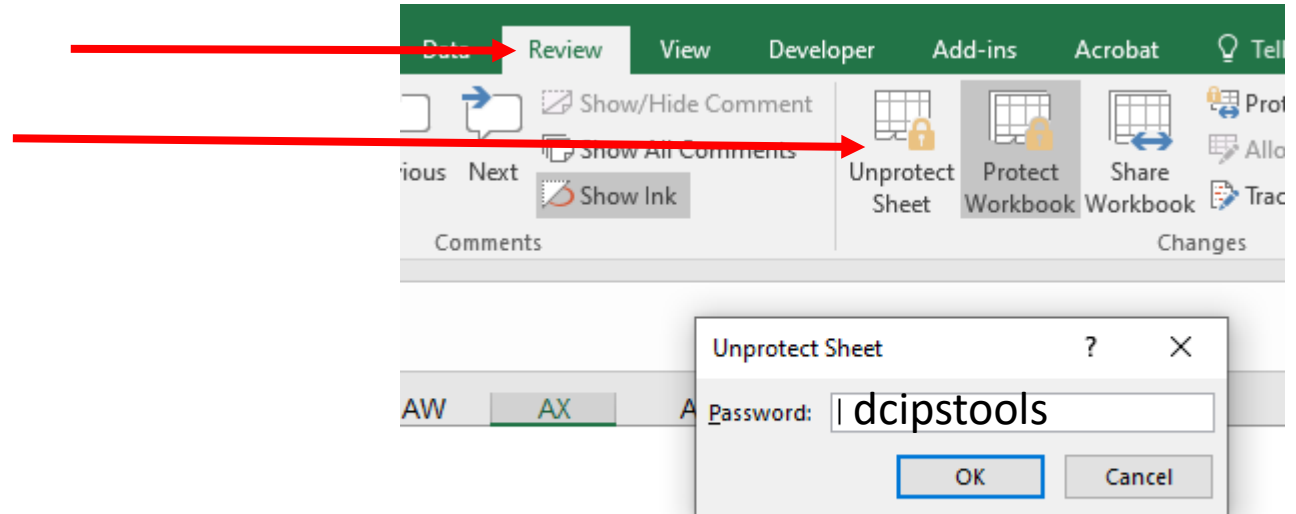 Data Review View Developer Add-ins Acrobat Tell
Show/Hide Comment Prot
Show All Comments Allo
ious Next Unprotect Protect Share
Show Ink Sheet Workbook Workbook Trac
Comments Changes
Unprotect Sheet ? X
AW AX A Password: dcipstools
OK Cancel